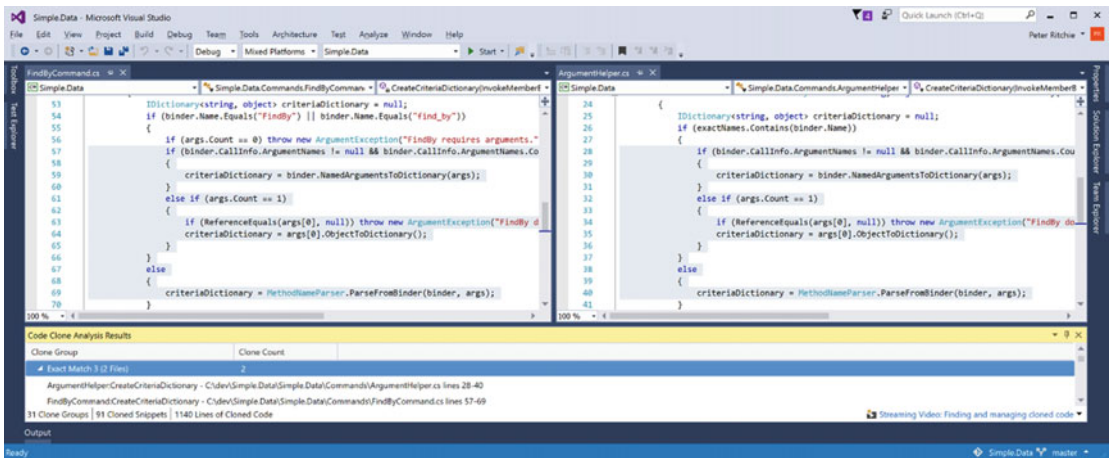 Simple.Data - Microsoft Visual Studio
Quick Launch (Ctrl+Q)
File Edit View Project Build Debug Team Tools Architecture Test Analyze Window Help
Peter Ritchie
Debug Mixed Platforms Simple.Data Start
Toolbox
Test Explorer
FindByCommand.cs
Simple.Data
Simple.Data.Commands.FindByComman
CreateCriteriaDictionary(InvokeMemberE
53 IDictionary<string, object> criteriaDictionary = null;
54 if (binder.Name.Equals("FindBy") || binder.Name.Equals("find_by"))
55 {
56 if (args.Count == 0) throw new ArgumentException("FindBy requires arguments."
57 if (binder.CallInfo.ArgumentNames != null && binder.CallInfo.ArgumentNames.Co
58 {
59 criteriaDictionary = binder.NamedArgumentsToDictionary(args);
60 }
61 else if (args.Count == 1)
62 {
63 if (ReferenceEquals(args[0], null)) throw new ArgumentException("FindBy d
64 criteriaDictionary = args[0].ObjectToDictionary();
65 }
66 }
67 else
68 {
69 criteriaDictionary = MethodNameParser.ParseFromBinder(binder, args);
70 }
100 %
ArgumentHelper.cs
Simple.Data
Simple.Data.Commands.ArgumentHelper
CreateCriteriaDictionary(InvokeMemberB
24 {
25 IDictionary<string, object> criteriaDictionary = null;
26 if (exactNames.Contains(binder.Name))
27 {
28 if (binder.CallInfo.ArgumentNames != null && binder.CallInfo.ArgumentNames.Cou
29 {
30 criteriaDictionary = binder.NamedArgumentsToDictionary(args);
31 }
32 else if (args.Count == 1)
33 {
34 if (ReferenceEquals(args[0], null)) throw new ArgumentException("FindBy do
35 criteriaDictionary = args[0].ObjectToDictionary();
36 }
37 }
38 else
39 {
40 criteriaDictionary = MethodNameParser.ParseFromBinder(binder, args);
41 }
100 %
Properties
Solution Explorer
Team Explorer
Code Clone Analysis Results
Clone Group Clone Count
Exact Match 3 (2 Files) 2
ArgumentHelper:CreateCriteriaDictionary - C:\dev\Simple.Data\Simple.Data\Commands\ArgumentHelper.cs lines 28-40
FindByCommand:CreateCriteriaDictionary - C:\dev\Simple.Data\Simple.Data\Commands\FindByCommand.cs lines 57-69
31 Clone Groups | 91 Cloned Snippets | 1140 Lines of Cloned Code
Streaming Video: Finding and managing cloned code
Output
Ready
Simple.Data master